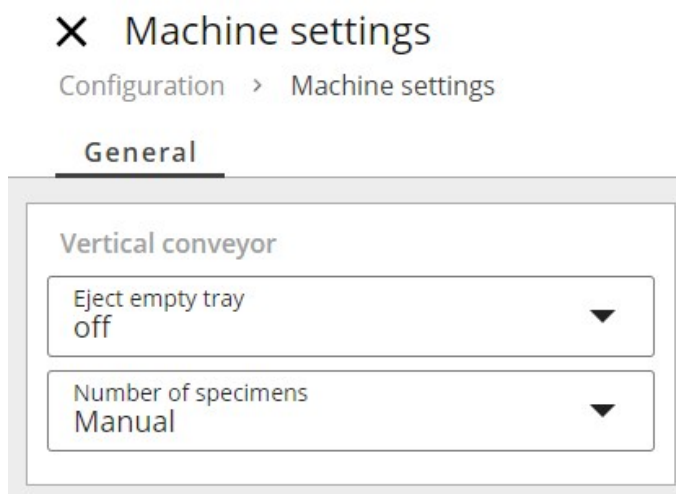 Machine settings
Configuration > Machine settings
General
Vertical conveyor
Eject empty tray
off
Number of specimens
Manual